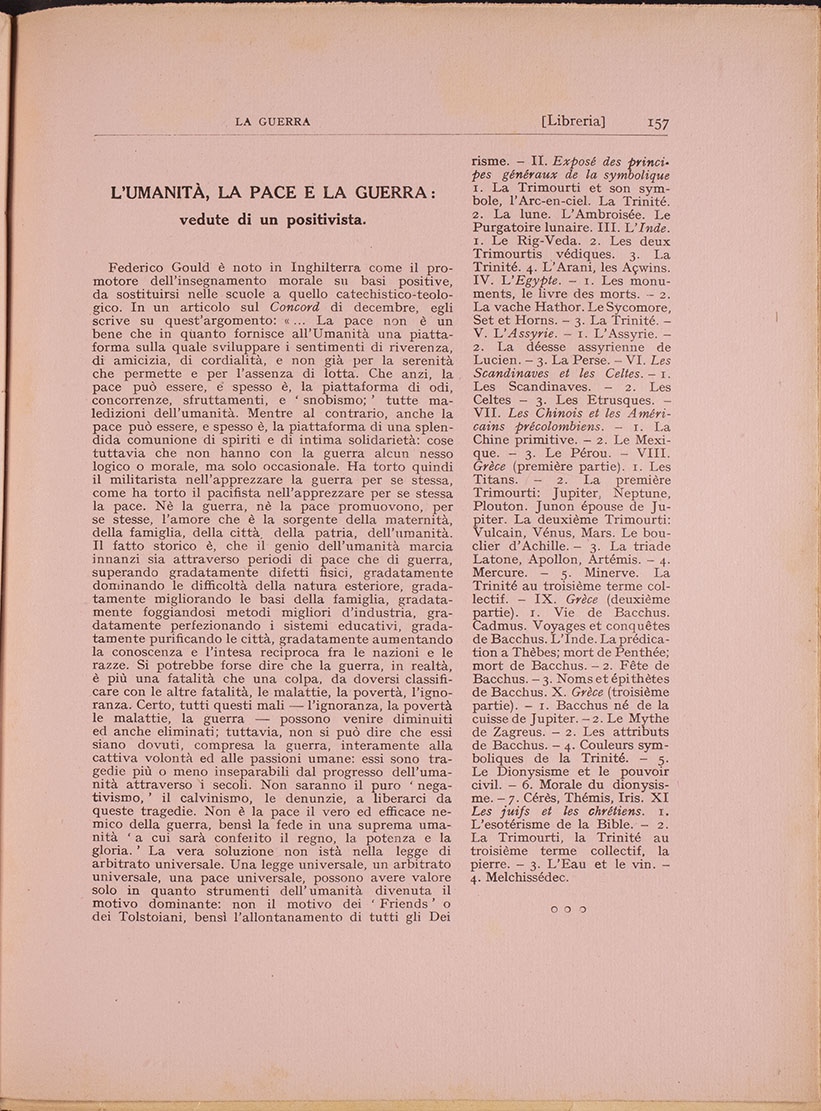 LA GUERRA [Libreria] 157
L'UMANITÀ, LA PACE E LA GUERRA:
vedute di un positivista.
Federico Gould è noto in Inghilterra come il pro-
motore dell'insegnamento morale su basi positive,
da sostituirsi nelle scuole a quello catechistico-teolo-
gico. In un articolo sul Concord di decembre, egli
scrive su quest'argomento: « ... La pace non è un
bene che in quanto fornisce all'Umanità una piatta-
forma sulla quale sviluppare i sentimenti di riverenza,
di amicizia, di cordialità, e non già per la serenità
che permette e per l'assenza di lotta. Che anzi, la
pace può essere, e spesso è, la piattaforma di odi,
concorrenze, sfruttamenti, e ' snobismo; ' tutte ma-
ledizioni dell'umanità. Mentre al contrario, anche la
pace può essere, e spesso è, la piattaforma di una splen-
dida comunione di spiriti e di intima solidarietà: cose
tuttavia che non hanno con la guerra alcun nesso
logico o morale, ma solo occasionale. Ha torto quindi
il militarista nell'apprezzare la guerra per se stessa,
come ha torto il pacifista nell'apprezzare per se stessa
la pace. Nè la guerra, nè la pace promuovono, per
se stesse, l'amore che è la sorgente della maternità,
della famiglia, della città, della patria, dell'umanità.
Il fatto storico è, che il genio dell'umanità marcia
innanzi sia attraverso periodi di pace che di guerra,
superando gradatamente difetti fisici, gradatamente
dominando le difficoltà della natura esteriore, grada-
tamente migliorando le basi della famiglia, gradata-
mente foggiandosi metodi migliori d'industria, gra-
datamente perfezionando i sistemi educativi, grada-
tamente purificando le città, gradatamente aumentando
la conoscenza e l'intesa reciproca fra le nazioni e le
razze. Si potrebbe forse dire che la guerra, in realtà,
è più una fatalità che una colpa, da doversi classifi-
care con le altre fatalità, le malattie, la povertà, l'igno-
ranza. Certo, tutti questi mali — l'ignoranza, la povertà
le malattie, la guerra — possono venire diminuiti
ed anche eliminati; tuttavia, non si può dire che essi
siano dovuti, compresa la guerra, interamente alla
cattiva volontà ed alle passioni umane: essi sono tra-
gedie più o meno inseparabili dal progresso dell'uma-
nità attraverso i secoli. Non saranno il puro ' nega-
tivismo, ' il calvinismo, le denunzie, a liberarci da
queste tragedie. Non è la pace il vero ed efficace ne-
mico della guerra, bensì la fede in una suprema uma-
nità ' a cui sarà conferito il regno, la potenza e la
gloria. ' La vera soluzione non istà nella legge di
arbitrato universale. Una legge universale, un arbitrato
universale, una pace universale, possono avere valore
solo in quanto strumenti dell'umanità divenuta il
motivo dominante: non il motivo dei ' Friends ' o
dei Tolstoiani, bensì l'allontanamento di tutti gli Dei
risme. – II. Exposé des princi-
pes généraux de la symbolique
1. La Trimourti et son sym-
bole, l'Arc-en-ciel. La Trinité.
2. La lune. L'Ambroisée. Le
Purgatoire lunaire. III. L'Inde.
1. Le Rig-Veda. 2. Les deux
Trimourtis védiques. 3. La
Trinité. 4. L'Arani, les Açwins.
IV. L'Egypte. – 1. Les monu-
ments, le livre des morts. – 2.
La vache Hathor. Le Sycomore,
Set et Horns. – 3. La Trinité. –
V. L'Assyrie. – 1. L'Assyrie. –
2. La déesse assyrienne de
Lucien. – 3. La Perse. – VI. Les
Scandinaves et les Celtes. – 1.
Les Scandinaves. – 2. Les
Celtes – 3. Les Etrusques. –
VII. Les Chinois et les Améri-
cains précolombiens. – 1. La
Chine primitive. – 2. Le Mexi-
que. – 3. Le Pérou. – VIII.
Grèce (première partie). 1. Les
Titans. – 2. La première
Trimourti: Jupiter, Neptune,
Plouton. Junon épouse de Ju-
piter. La deuxième Trimourti:
Vulcain, Vénus, Mars. Le bou-
clier d'Achille. – 3. La triade
Latone, Apollon, Artémis. – 4.
Mercure. – 5. Minerve. La
Trinité au troisième terme col-
lectif. – IX. Grèce (deuxième
partie). 1. Vie de Bacchus.
Cadmus. Voyages et conquêtes
de Bacchus. L'Inde. La prédica-
tion a Thèbes; mort de Penthée;
mort de Bacchus. – 2. Fête de
Bacchus. – 3. Noms et épithètes
de Bacchus. X. Grèce (troisième
partie). – 1. Bacchus né de la
cuisse de Jupiter. – 2. Le Mythe
de Zagreus. – 2. Les attributs
de Bacchus. – 4. Couleurs sym-
boliques de la Trinité. – 5.
Le Dionysisme et le pouvoir
civil. – 6. Morale du dionysis-
me. – 7. Cérès, Thémis, Iris. XI
Les juifs et les chrétiens. 1.
L'esotérisme de la Bible. – 2.
La Trimourti, la Trinité au
troisième terme collectif, la
pierre. – 3. L'Eau et le vin. –
4. Melchissédec.